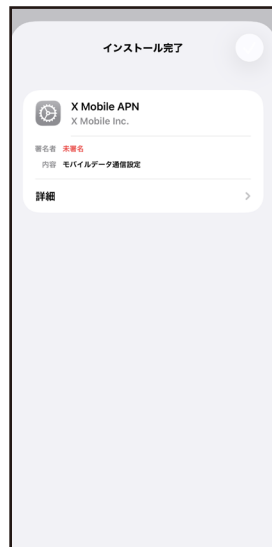 インストール完了
X Mobile APN
X Mobile Inc.
署名者 未署名
内容 モバイルデータ通信設定
詳細